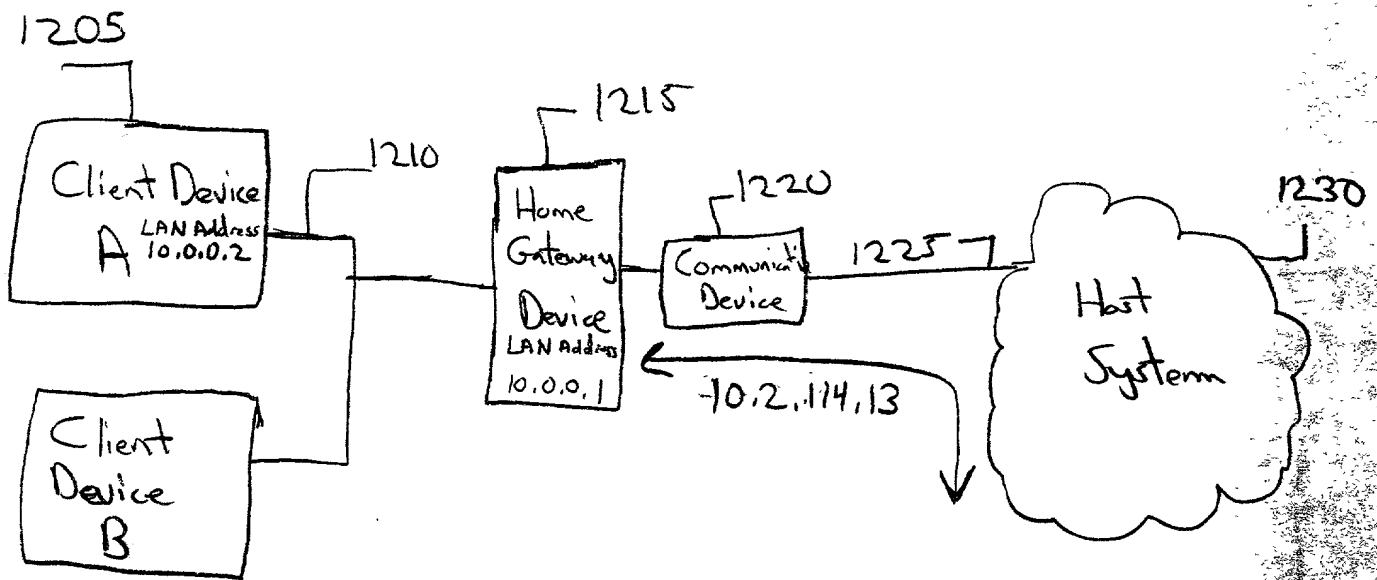 1205
Client Device
LAN Address
A 10.0.0.2
1210
1215
Home
Gateway
Device
LAN Address
10.0.0.1
1220
Communicati
Device
1225
1230
Host
System
10.2.114.13
Client
Device
B